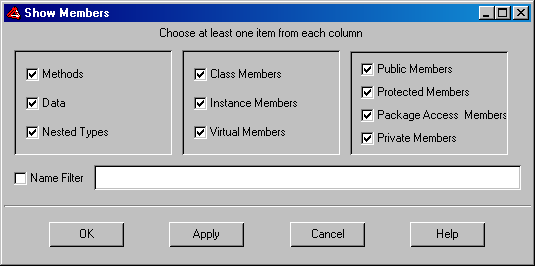 Show Members
Choose at least one item from each column
Methods
Data
Nested Types
Class Members
Instance Members
Virtual Members
Public Members
Protected Members
Package Access  Members
Private Members
Name Filter
OK
Apply
Cancel
Help